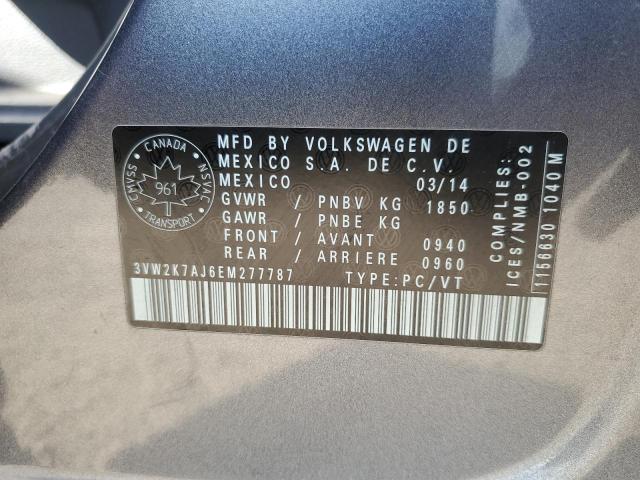 CANADA
CMVSS
NSVAC
961
TRANSPORT
MFD BY VOLKSWAGEN DE
MEXICO S.A. DE C.V.
MEXICO 03/14
GVWR / PNBV KG 1850
GAWR / PNBE KG
FRONT / AVANT 0940
REAR / ARRIERE 0960
3VW2K7AJ6EM277787 TYPE:PC/VT
COMPLIES:
ICES/NMB-002
1156630 1040 M